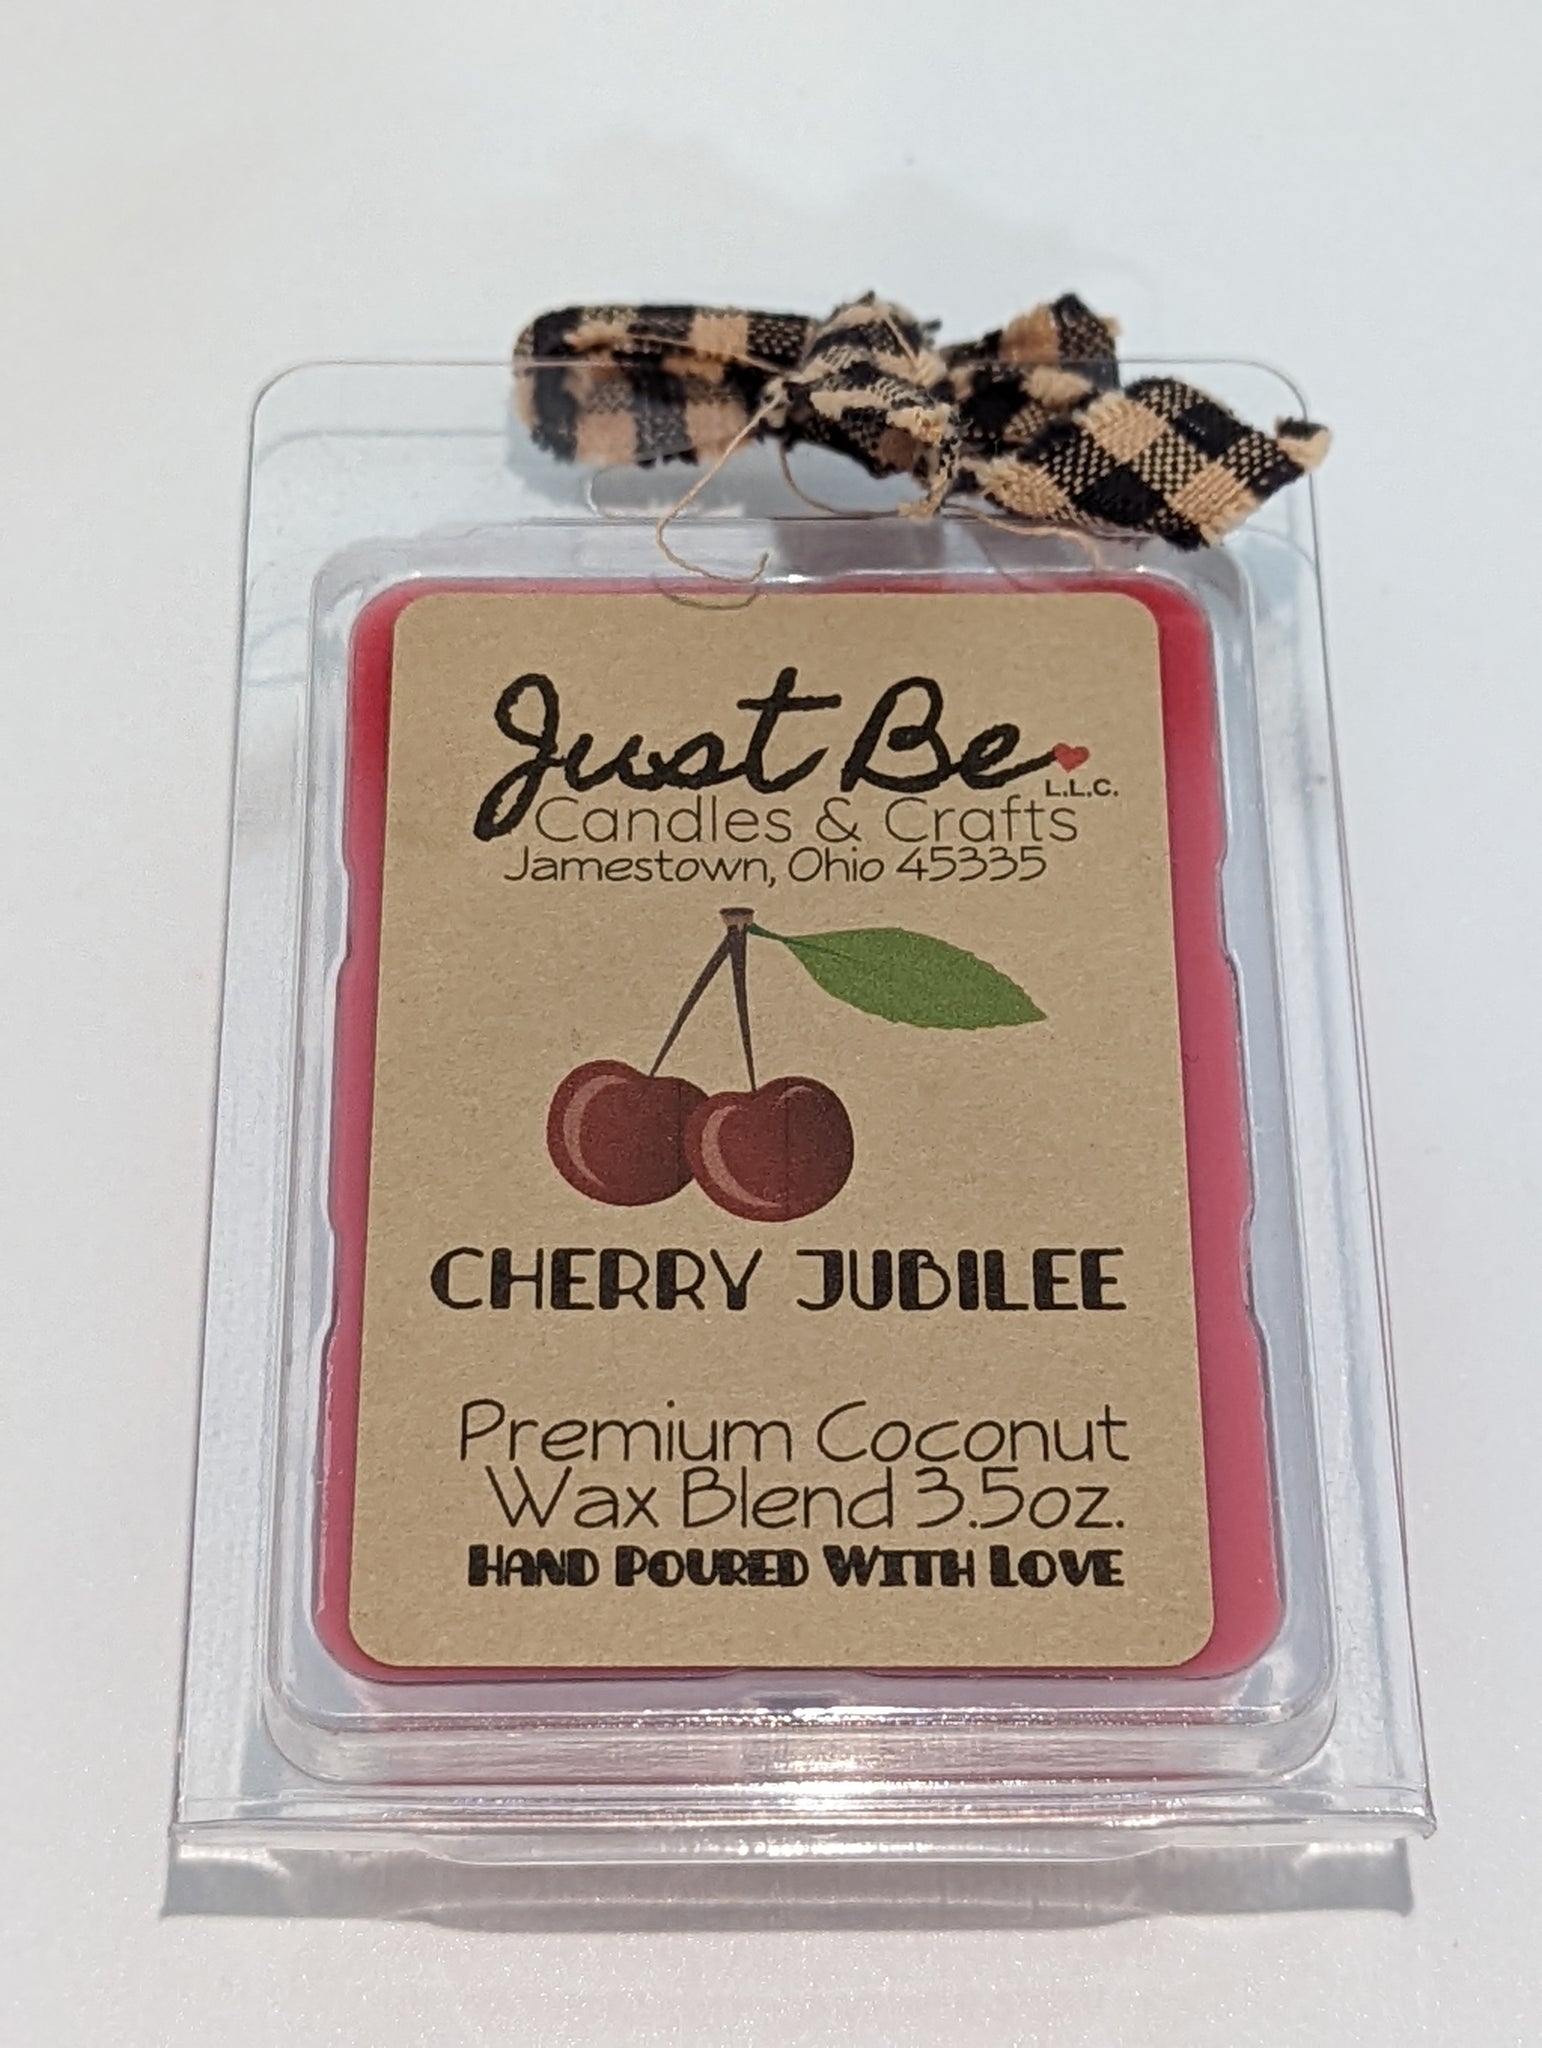 Just Be
L.L.C.
Candles & Crafts
Jamestown, Ohio 45335
CHERRY JUBILEE
Premium Coconut
Wax Blend 3.5oz.
HAND POURED WITH LOVE